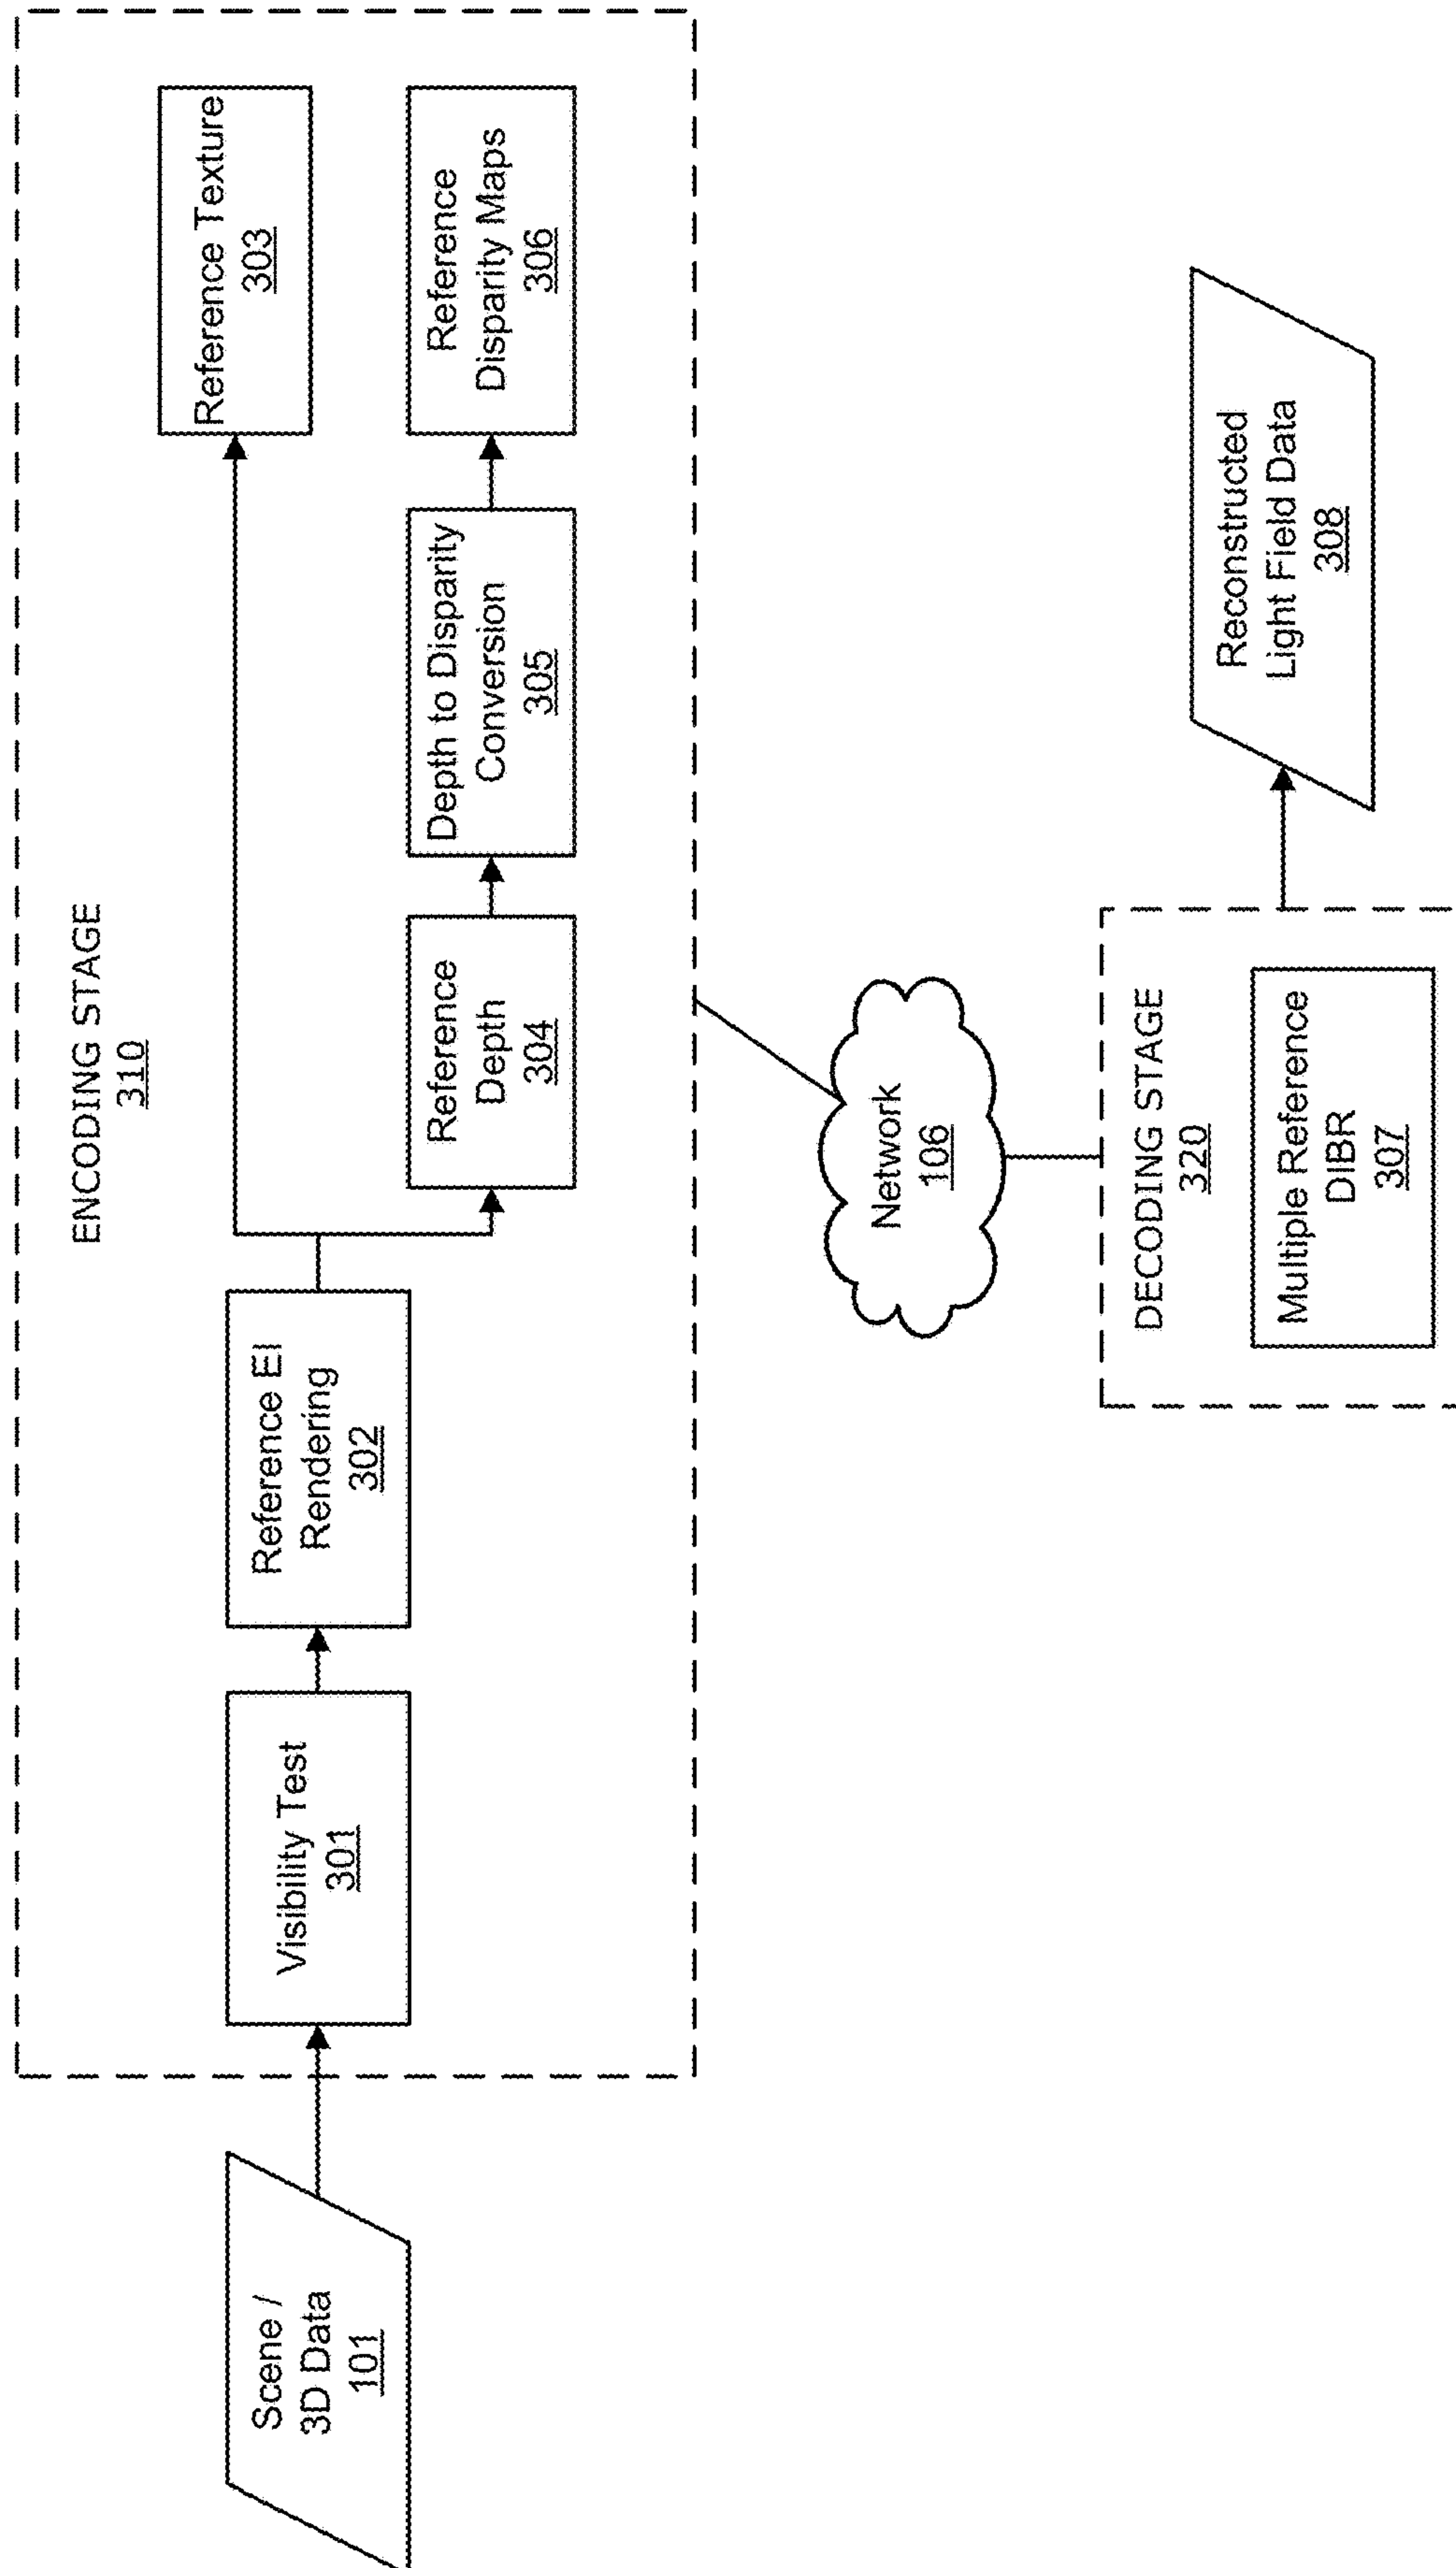 ENCODING STAGE
310
Scene /
3D Data
101
Visibility Test
301
Reference EI
Rendering
302
Reference Texture
303
Reference
Depth
304
Depth to Disparity
Conversion
305
Reference
Disparity Maps
306
Network
106
DECODING STAGE
320
Multiple Reference
DIBR
307
Reconstructed
Light Field Data
308